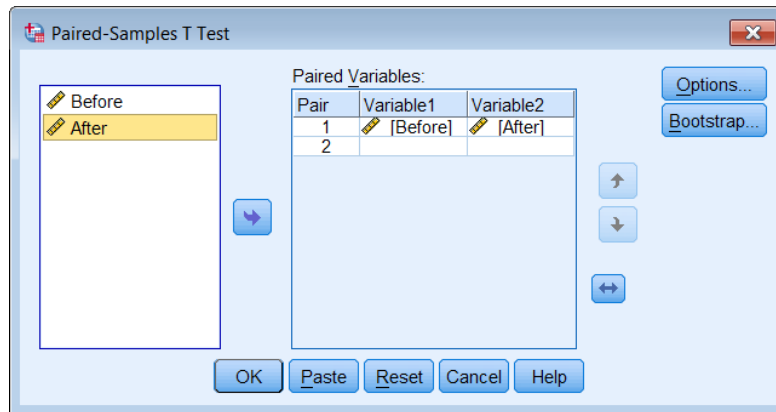 Paired-Samples T Test
Before
After
Paired Variables:
Pair Variable1 Variable2
1 [Before] [After]
2
Options...
Bootstrap...
OK Paste Reset Cancel Help